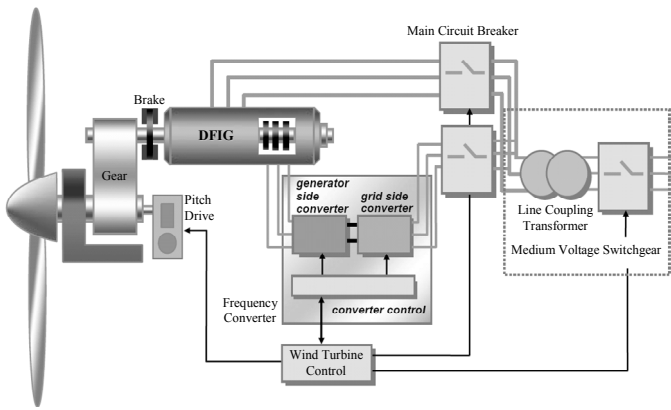 Main Circuit Breaker
Brake
DFIG
Gear
Pitch
Drive
generator
side
converter
grid side
converter
Line Coupling
Transformer
Medium Voltage Switchgear
Frequency
Converter
converter control
Wind Turbine
Control